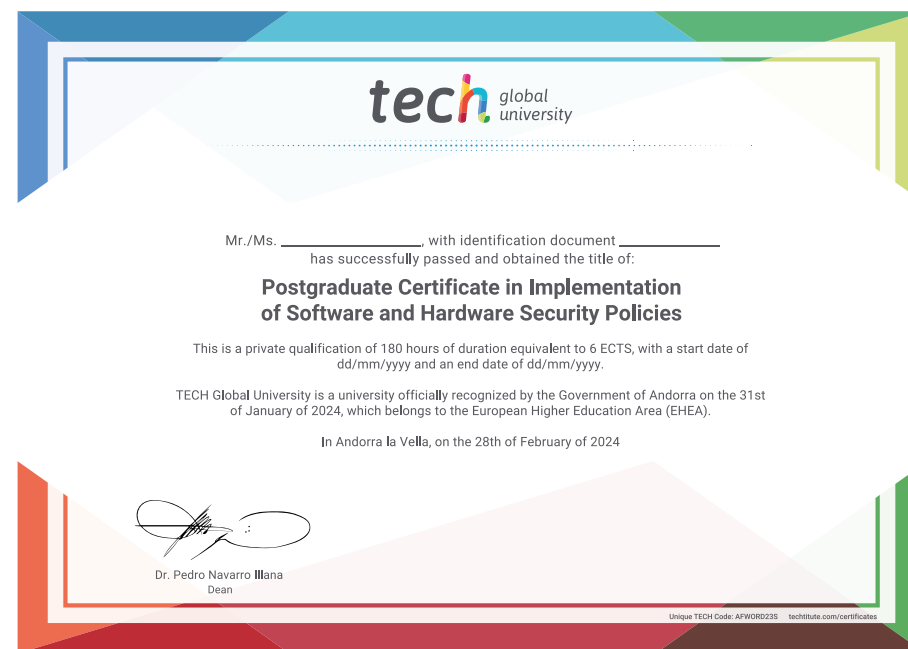 tech global university
Mr./Ms. ____________________, with identification document ______________
has successfully passed and obtained the title of:
Postgraduate Certificate in Implementation
of Software and Hardware Security Policies
This is a private qualification of 180 hours of duration equivalent to 6 ECTS, with a start date of
dd/mm/yyyy and an end date of dd/mm/yyyy.
TECH Global University is a university officially recognized by the Government of Andorra on the 31st
of January of 2024, which belongs to the European Higher Education Area (EHEA).
In Andorra la Vella, on the 28th of February of 2024
Dr. Pedro Navarro Illana
Dean
Unique TECH Code: AFWORD23S techtitute.com/certificates